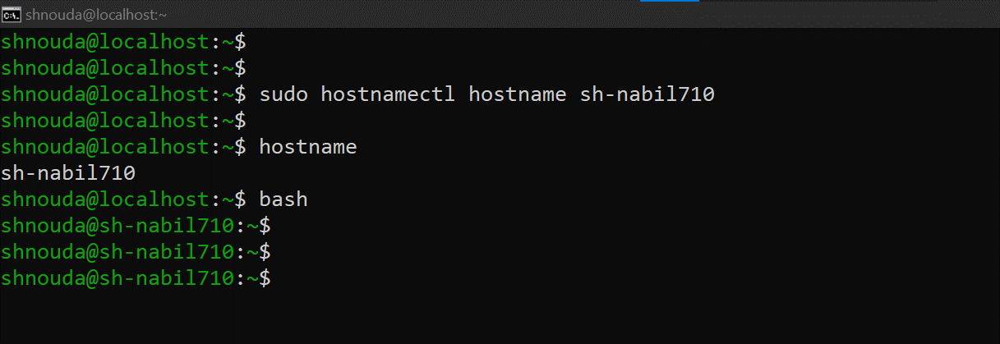 shnouda@localhost:~
shnouda@localhost:~$
shnouda@localhost:~$
shnouda@localhost:~$ sudo hostnamectl hostname sh-nabil710
shnouda@localhost:~$
shnouda@localhost:~$ hostname
sh-nabil710
shnouda@localhost:~$ bash
shnouda@sh-nabil710:~$
shnouda@sh-nabil710:~$
shnouda@sh-nabil710:~$